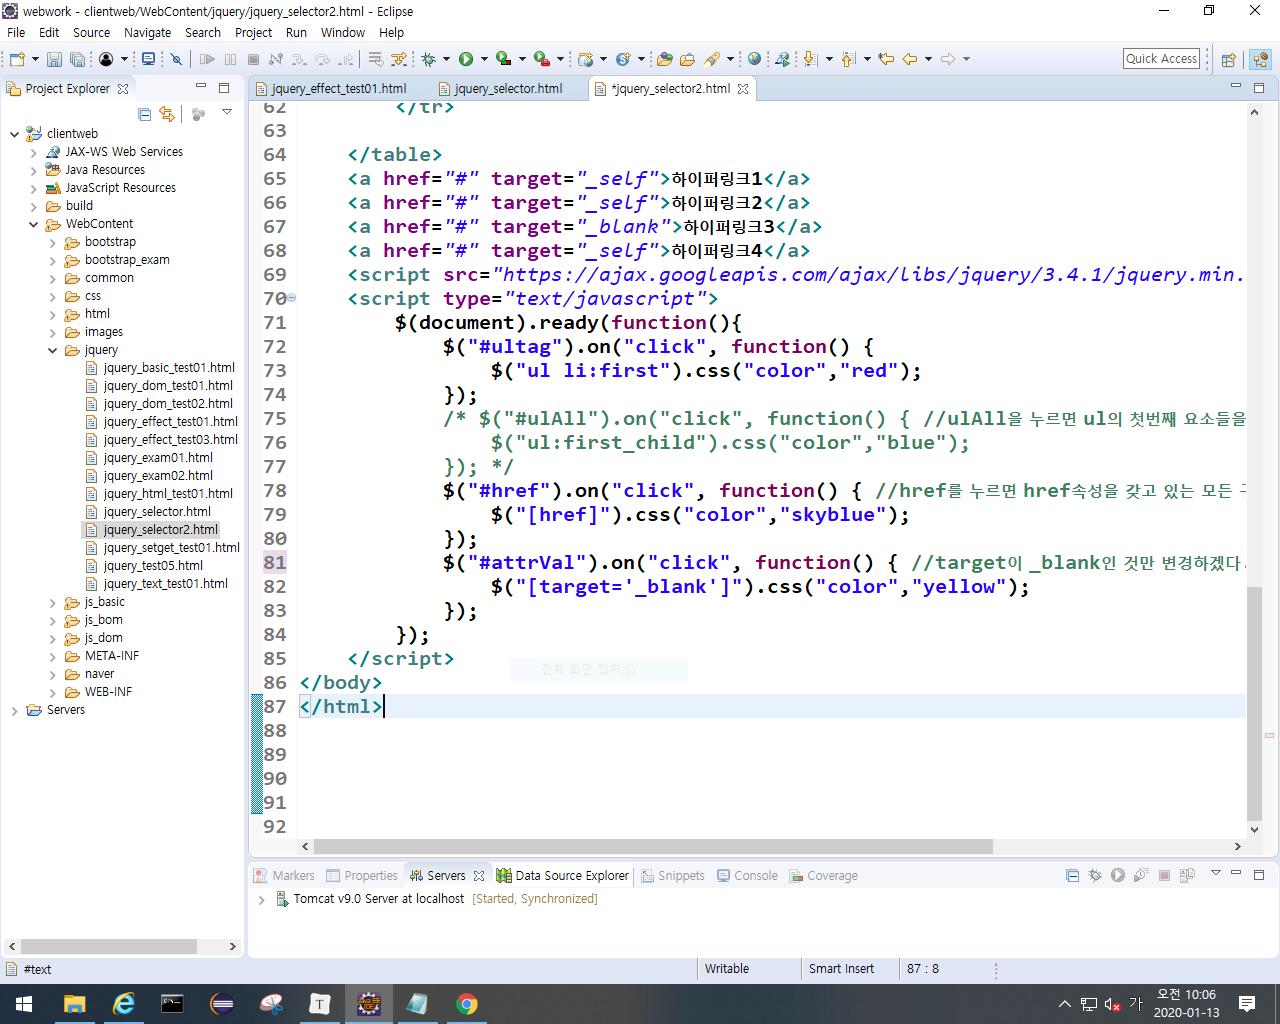 webwork - clientweb/WebContent/jquery/jquery_selector2.html - Eclipse
File Edit Source Navigate Search Project Run Window Help
Quick Access
Project Explorer
jquery_effect_test01.html
jquery_selector.html
*jquery_selector2.html
clientweb
JAX-WS Web Services
Java Resources
JavaScript Resources
build
WebContent
bootstrap
bootstrap_exam
common
css
html
images
jquery
jquery_basic_test01.html
jquery_dom_test01.html
jquery_dom_test02.html
jquery_effect_test01.html
jquery_effect_test03.html
jquery_exam01.html
jquery_exam02.html
jquery_html_test01.html
jquery_selector.html
jquery_selector2.html
jquery_setget_test01.html
jquery_test05.html
jquery_text_test01.html
js_basic
js_bom
js_dom
META-INF
naver
WEB-INF
Servers
62 </tr>
63
64 </table>
65 <a href="#" target="_self">하이퍼링크1</a>
66 <a href="#" target="_self">하이퍼링크2</a>
67 <a href="#" target="_blank">하이퍼링크3</a>
68 <a href="#" target="_self">하이퍼링크4</a>
69 <script src="https://ajax.googleapis.com/ajax/libs/jquery/3.4.1/jquery.min.
70 <script type="text/javascript">
71 $(document).ready(function(){
72 $("#ultag").on("click", function() {
73 $("ul li:first").css("color","red");
74 });
75 /* $("#ulAll").on("click", function() { //ulAll을 누르면 ul의 첫번째 요소들을
76 $("ul:first_child").css("color","blue");
77 }); */
78 $("#href").on("click", function() { //href를 누르면 href속성을 갖고 있는 모든
79 $("[href]").css("color","skyblue");
80 });
81 $("#attrVal").on("click", function() { //target이 _blank인 것만 변경하겠다.
82 $("[target='_blank']").css("color","yellow");
83 });
84 });
85 </script>
86 </body>
87 </html>
88
89
90
91
92
전체 화면 캡처(S)
Markers Properties Servers Data Source Explorer Snippets Console Coverage
Tomcat v9.0 Server at localhost [Started, Synchronized]
#text
Writable
Smart Insert
87 : 8
T
가
오전 10:06
2020-01-13